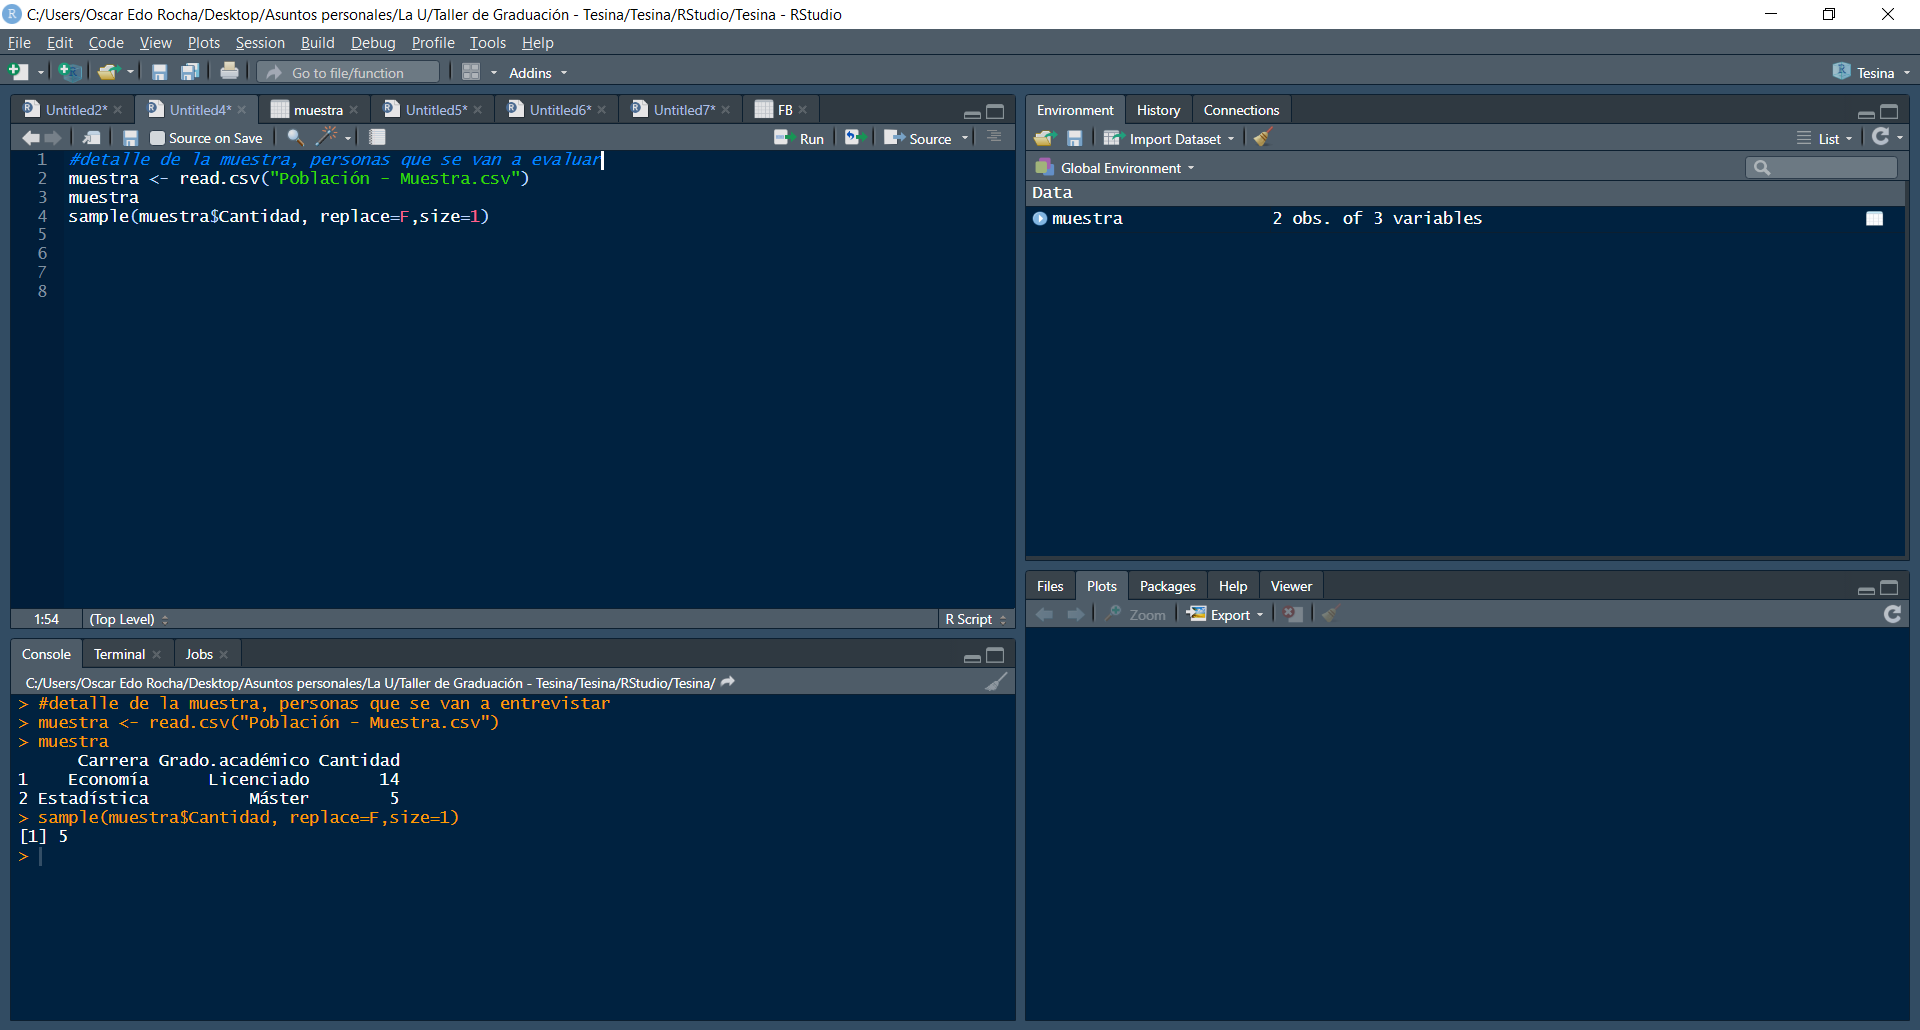 C:/Users/Oscar Edo Rocha/Desktop/Asuntos personales/La U/Taller de Graduación - Tesina/Tesina/RStudio/Tesina - RStudio
File Edit Code View Plots Session Build Debug Profile Tools Help
Go to file/function Addins Tesina
Untitled2* Untitled4* muestra Untitled5* Untitled6* Untitled7* FB
Source on Save Run Source
1 #detalle de la muestra, personas que se van a evaluar
2 muestra <- read.csv("Población - Muestra.csv")
3 muestra
4 sample(muestra$Cantidad, replace=F,size=1)
5
6
7
8
1:54 (Top Level) R Script
Console Terminal Jobs
C:/Users/Oscar Edo Rocha/Desktop/Asuntos personales/La U/Taller de Graduación - Tesina/Tesina/RStudio/Tesina/
> #detalle de la muestra, personas que se van a entrevistar
> muestra <- read.csv("Población - Muestra.csv")
> muestra
Carrera Grado.académico Cantidad
1 Economía Licenciado 14
2 Estadística Máster 5
> sample(muestra$Cantidad, replace=F,size=1)
[1] 5
>
Environment History Connections
Import Dataset List
Global Environment
Data
muestra 2 obs. of 3 variables
Files Plots Packages Help Viewer
Zoom Export